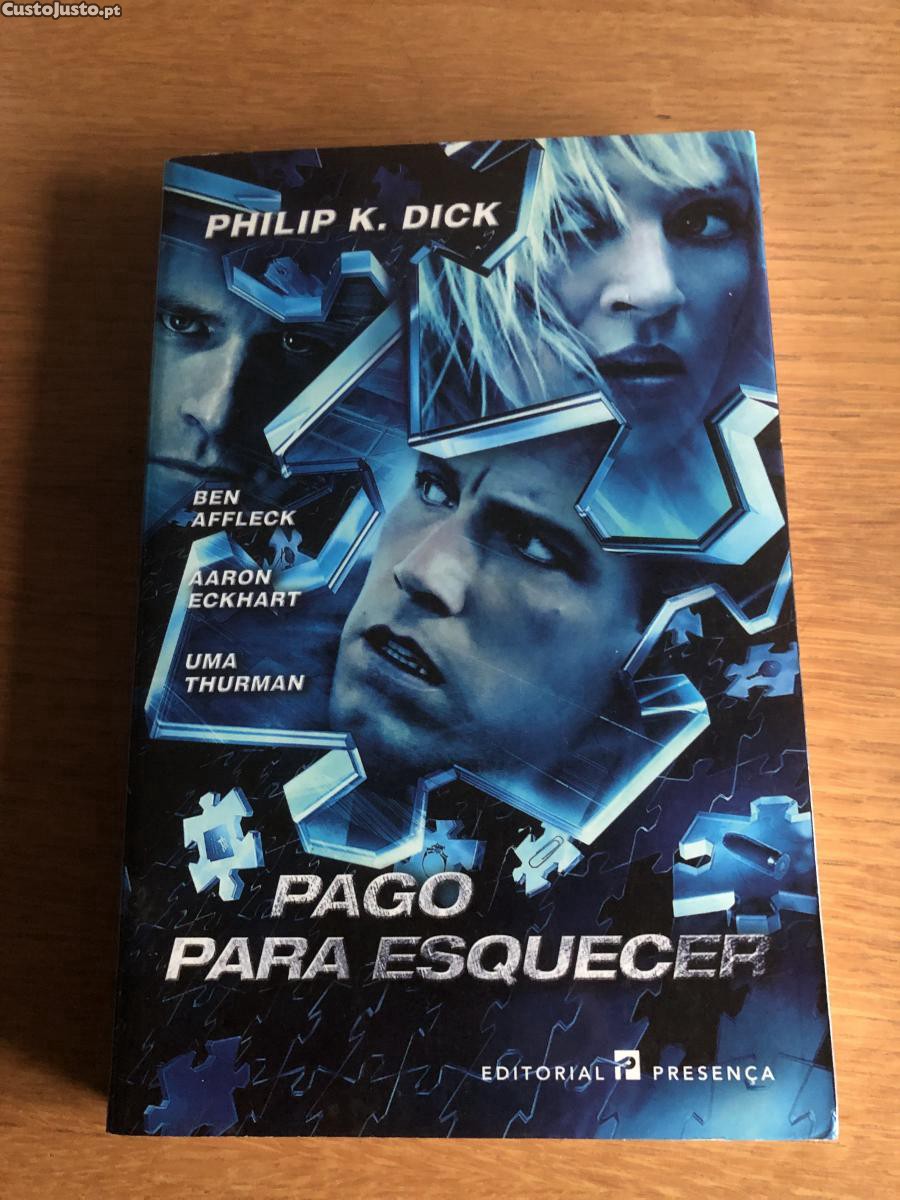 CustoJusto.pt
PHILIP K. DICK
BEN
AFFLECK
AARON
ECKHART
UMA
THURMAN
PAGO
PARA ESQUECER
EDITORIAL P PRESENÇA